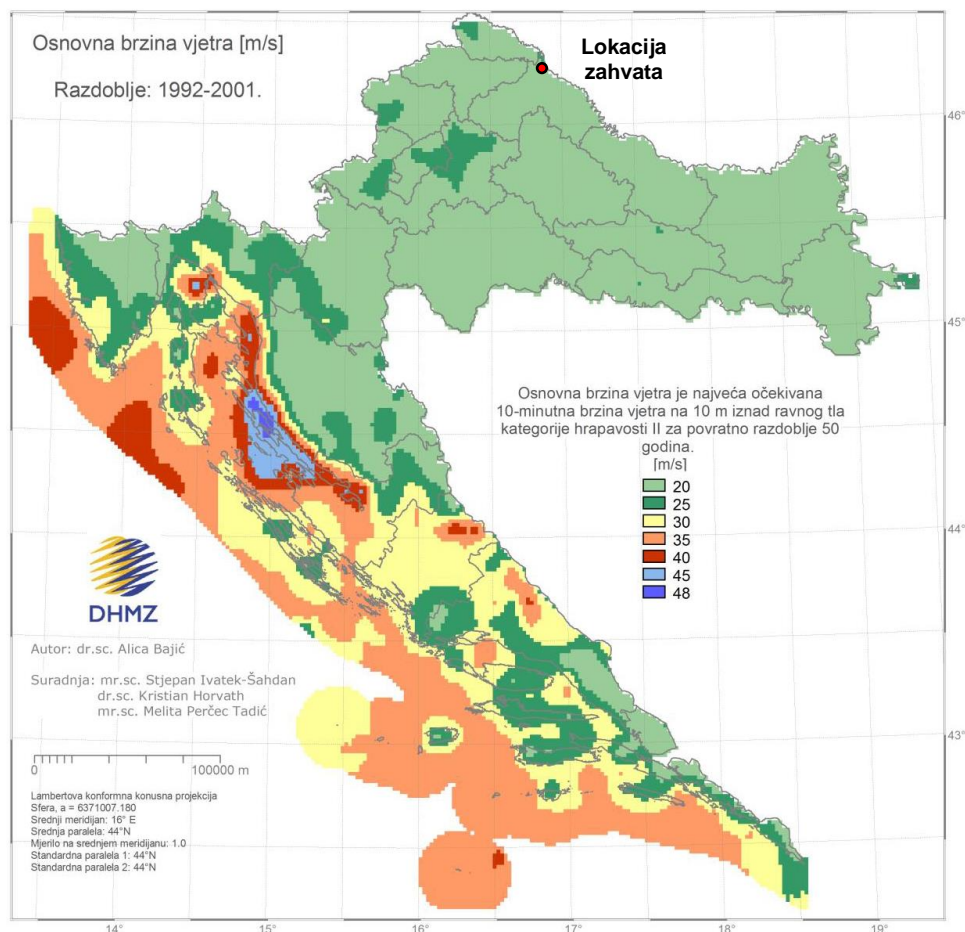 Osnovna brzina vjetra [m/s]
Razdoblje: 1992-2001.
Lokacija
zahvata
46°
45°
44°
43°
Osnovna brzina vjetra je najveća očekivana
10-minutna brzina vjetra na 10 m iznad ravnog tla
kategorije hrapavosti II za povratno razdoblje 50
godina.
[m/s]
20
25
30
35
40
45
48
DHMZ
Autor: dr.sc. Alica Bajić
Suradnja: mr.sc. Stjepan Ivatek-Šahdan
dr.sc. Kristian Horvath
mr.sc. Melita Perčec Tadić
0 100000 m
Lambertova konformna konusna projekcija
Sfera, a = 6371007.180
Srednji meridijan: 16° E
Srednja paralela: 44°N
Mjerilo na srednjem meridijanu: 1.0
Standardna paralela 1: 44°N
Standardna paralela 2: 44°N
14° 15° 16° 17° 18° 19°